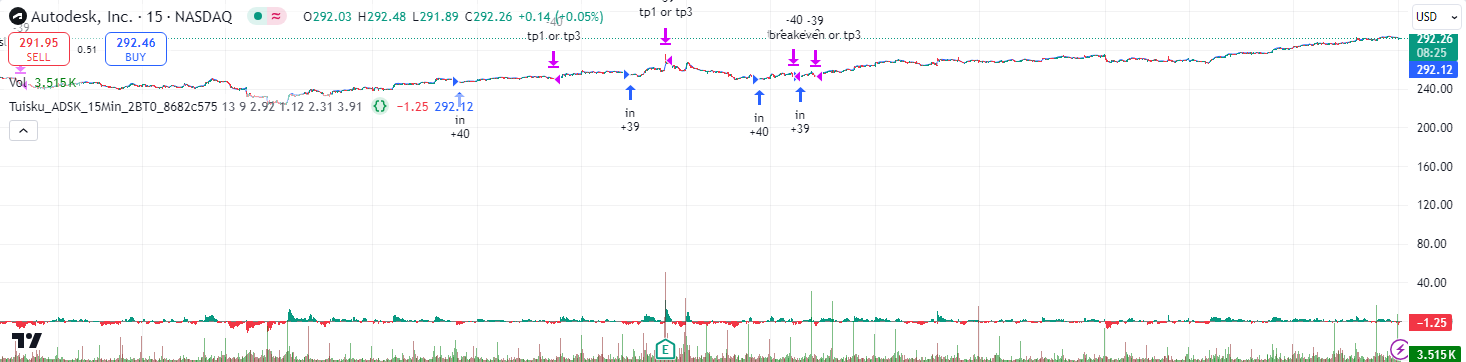 Autodesk, Inc. · 15 · NASDAQ
O292.03 H292.48 L291.89 C292.26 +0.14 (+0.05%)
USD
291.95
SELL
0.51
292.46
BUY
Vol 3.515K
Tuisku_ADSK_15Min_2BT0_8682c575 13 9 2.92 1.12 2.31 3.91 {} −1.25 292.12
-40
tp1 or tp3
tp1 or tp3
-40 -39
breakeven or tp3
in
+40
in
+39
in
+40
in
+39
292.26
08:25
292.12
240.00
200.00
160.00
120.00
80.00
40.00
−1.25
3.515K
E